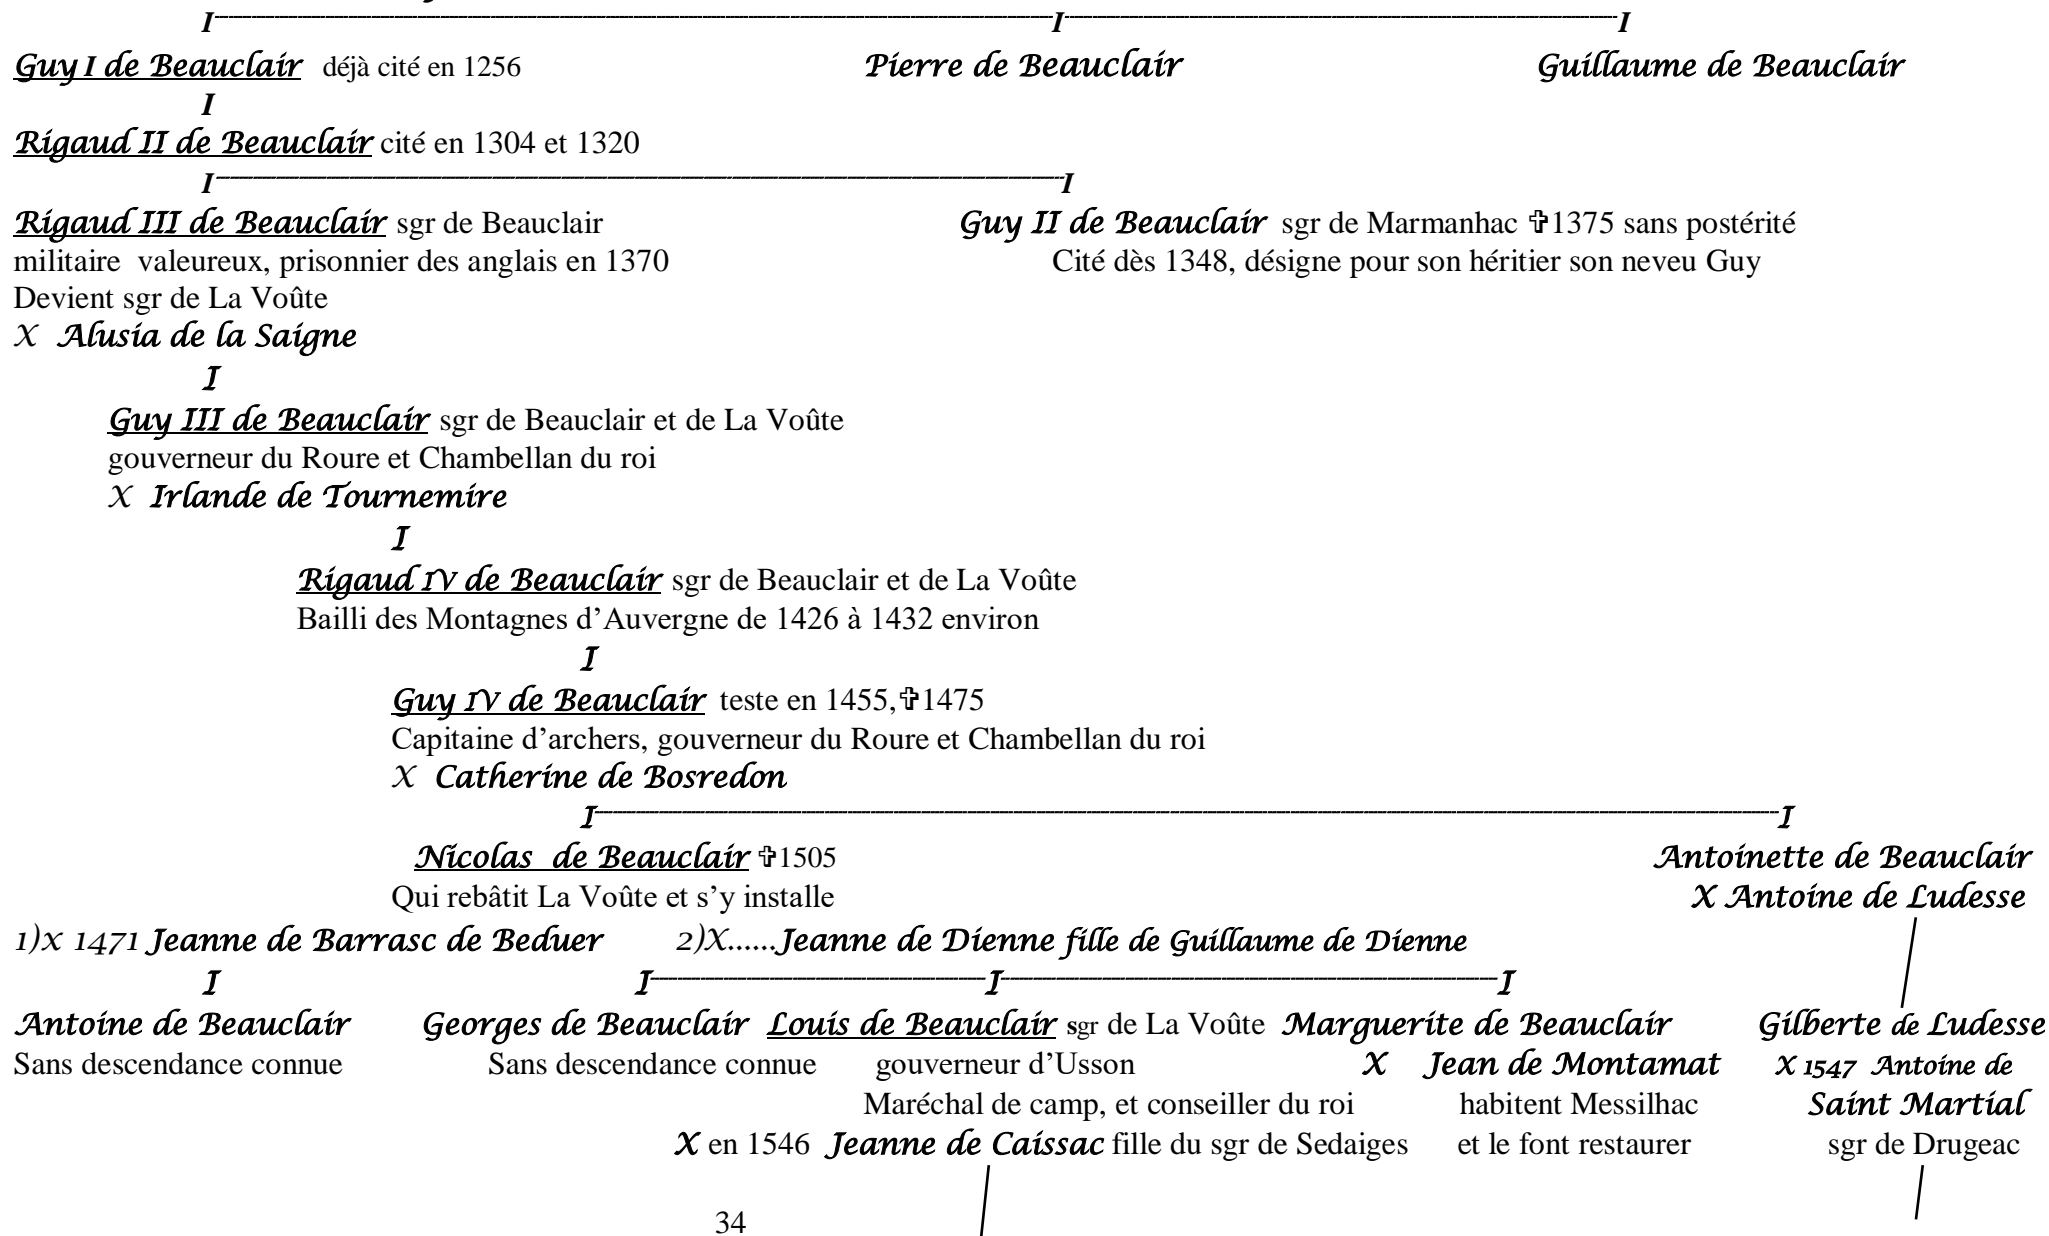 I---I---I
Guy I de Beauclair déjà cité en 1256 Pierre de Beauclair Guillaume de Beauclair
I
Rigaud II de Beauclair cité en 1304 et 1320
I---I
Rigaud III de Beauclair sgr de Beauclair Guy II de Beauclair sgr de Marmanhac ✞1375 sans postérité
militaire valeureux, prisonnier des anglais en 1370 Cité dès 1348, désigne pour son héritier son neveu Guy
Devient sgr de La Voûte
X Alusia de la Saigne
I
Guy III de Beauclair sgr de Beauclair et de La Voûte
gouverneur du Roure et Chambellan du roi
X Irlande de Tournemire
I
Rigaud IV de Beauclair sgr de Beauclair et de La Voûte
Bailli des Montagnes d’Auvergne de 1426 à 1432 environ
I
Guy IV de Beauclair teste en 1455,✞1475
Capitaine d’archers, gouverneur du Roure et Chambellan du roi
X Catherine de Bosredon
I---I
Nicolas de Beauclair ✞1505 Antoinette de Beauclair
Qui rebâtit La Voûte et s’y installe X Antoine de Ludesse
1)x 1471 Jeanne de Barrasc de Beduer 2)X......Jeanne de Dienne fille de Guillaume de Dienne
I I---I---I
Antoine de Beauclair Georges de Beauclair Louis de Beauclair sgr de La Voûte Marguerite de Beauclair Gilberte de Ludesse
Sans descendance connue Sans descendance connue gouverneur d’Usson X Jean de Montamat X 1547 Antoine de
Maréchal de camp, et conseiller du roi habitent Messilhac Saint Martial
X en 1546 Jeanne de Caissac fille du sgr de Sedaiges et le font restaurer sgr de Drugeac
34